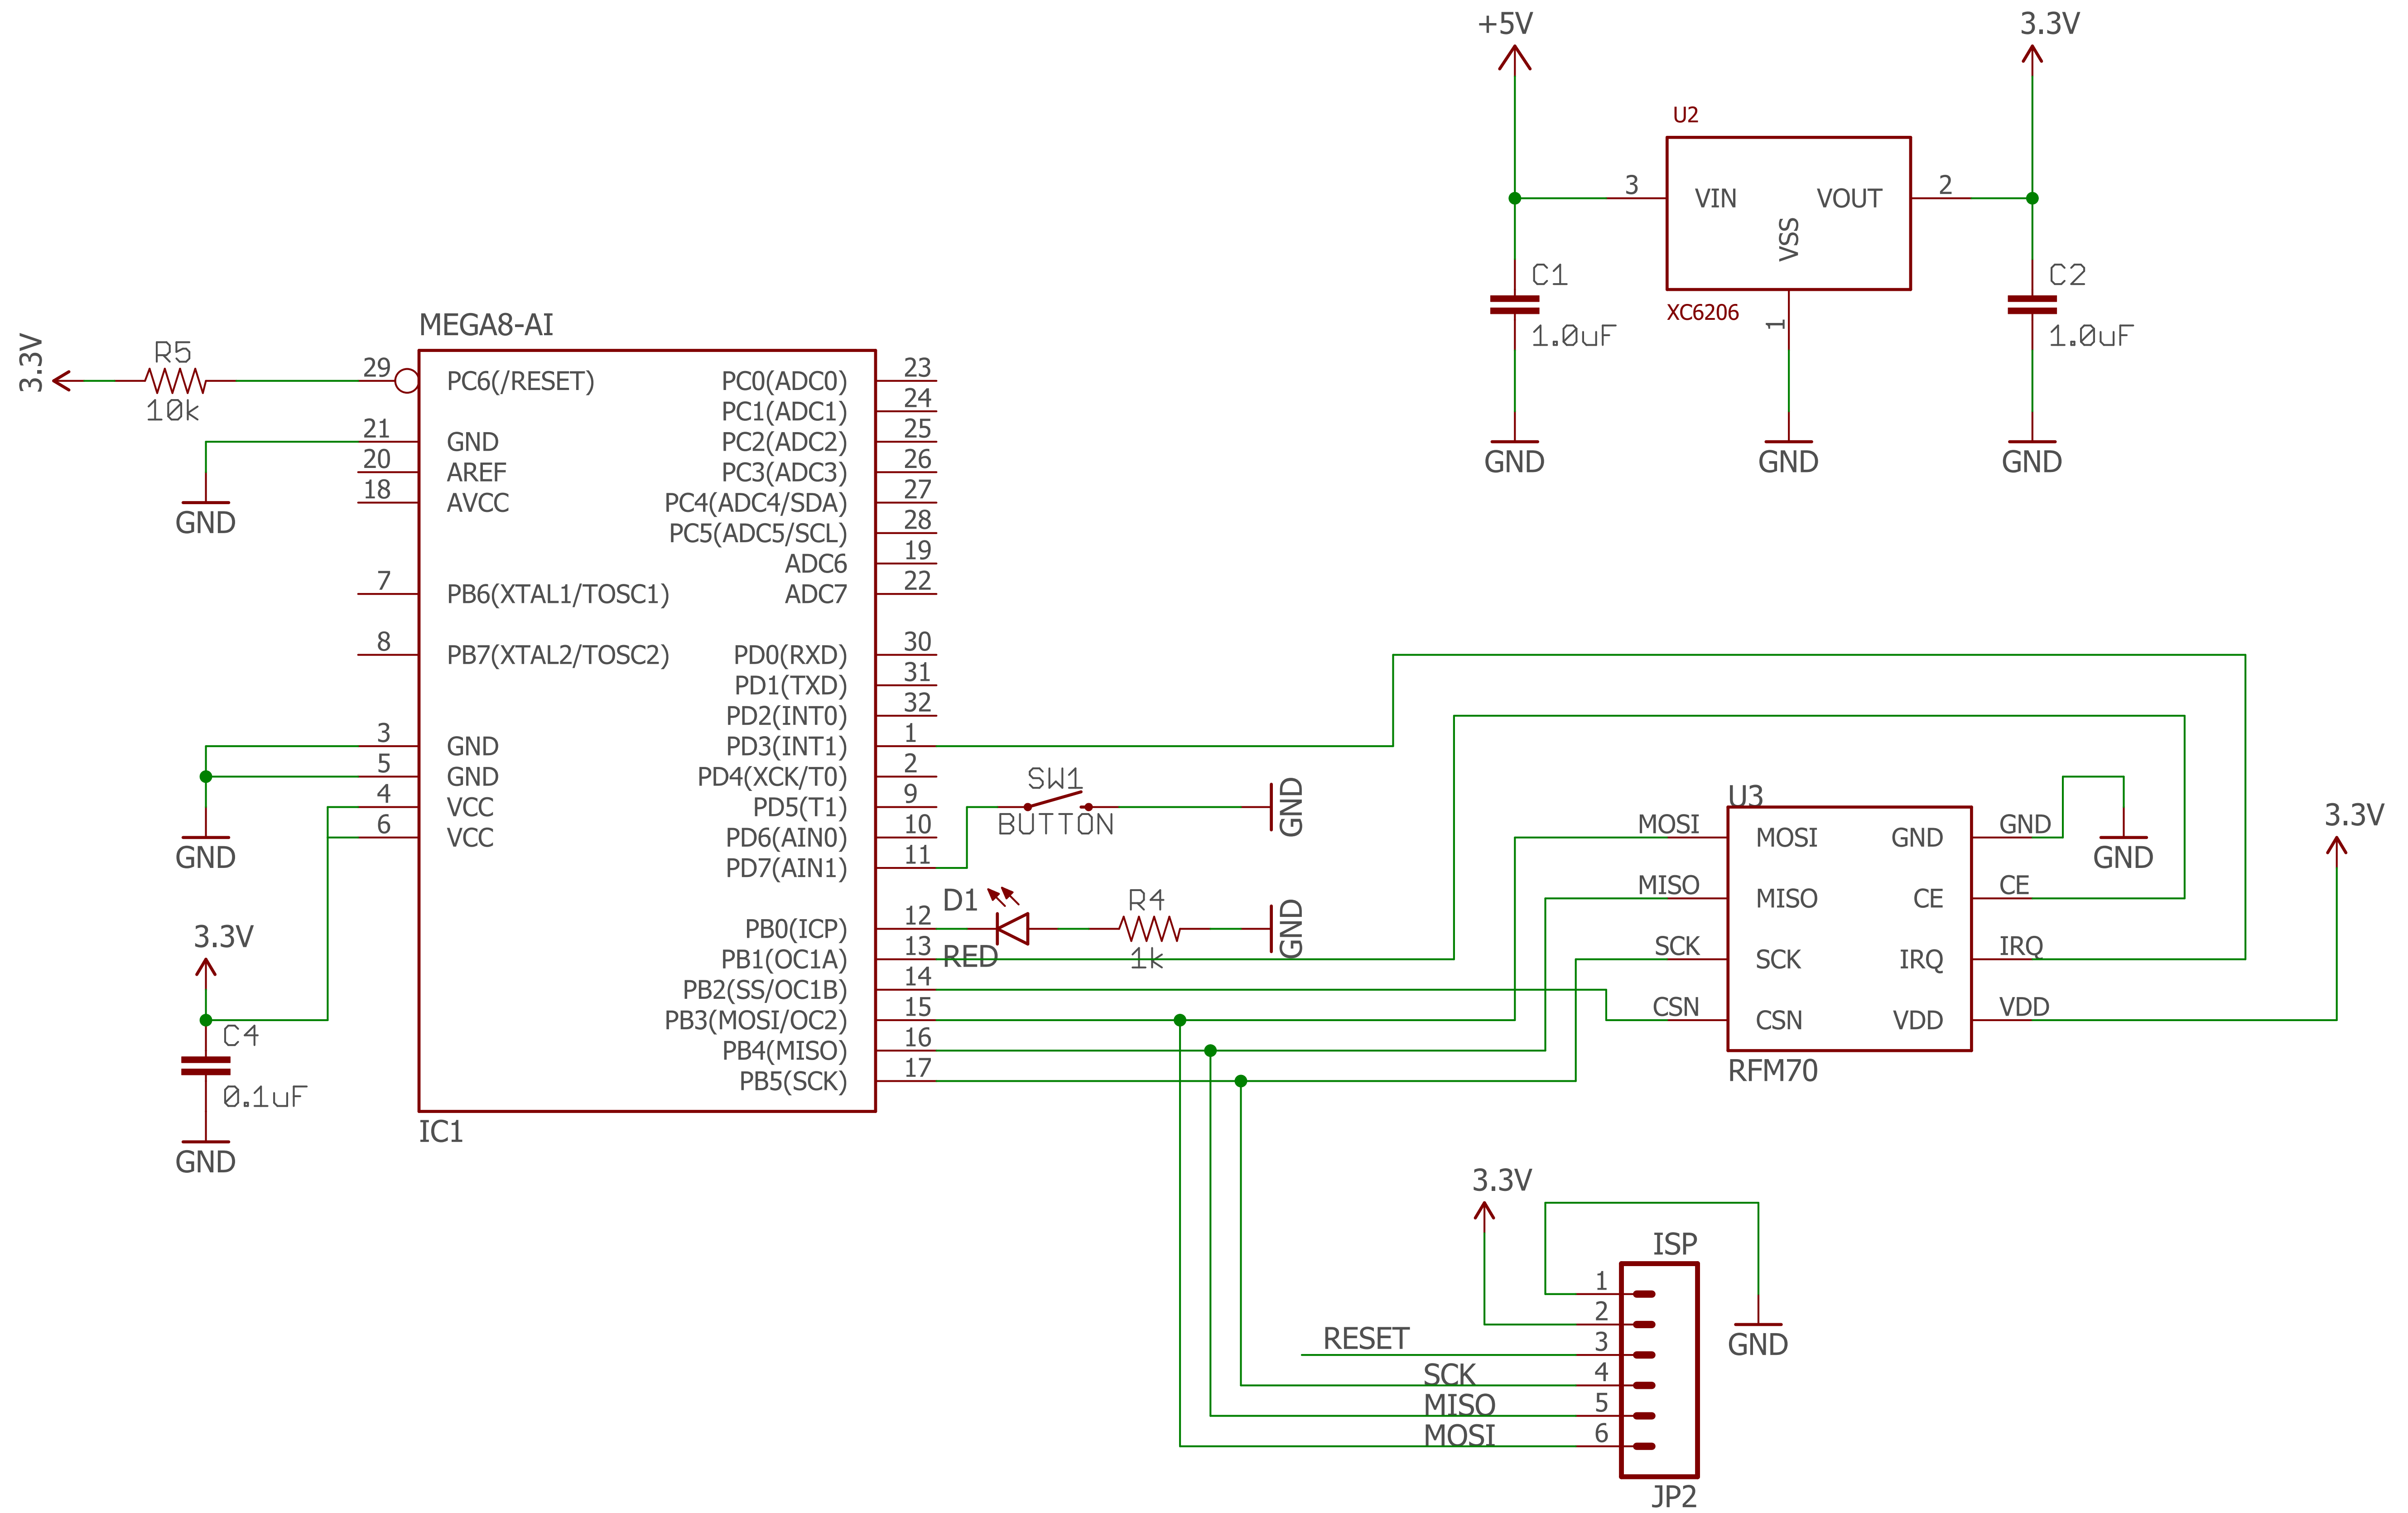 +5V
3.3V
U2
3
VIN
VOUT
2
VSS
XC6206
1
C1
1.0uF
C2
1.0uF
GND
GND
GND
MEGA8-AI
3.3V
R5
10k
29
PC6(/RESET)
21
GND
20
AREF
18
AVCC
GND
7
PB6(XTAL1/TOSC1)
8
PB7(XTAL2/TOSC2)
3
GND
5
GND
4
VCC
6
VCC
GND
3.3V
C4
0.1uF
GND
PC0(ADC0)
23
PC1(ADC1)
24
PC2(ADC2)
25
PC3(ADC3)
26
PC4(ADC4/SDA)
27
PC5(ADC5/SCL)
28
ADC6
19
ADC7
22
PD0(RXD)
30
PD1(TXD)
31
PD2(INT0)
32
PD3(INT1)
1
PD4(XCK/T0)
2
PD5(T1)
9
PD6(AIN0)
10
PD7(AIN1)
11
PB0(ICP)
12
PB1(OC1A)
13
PB2(SS/OC1B)
14
PB3(MOSI/OC2)
15
PB4(MISO)
16
PB5(SCK)
17
IC1
SW1
BUTTON
GND
D1
RED
R4
1k
GND
U3
MOSI
MOSI
GND
GND
MISO
MISO
CE
CE
SCK
SCK
IRQ
IRQ
CSN
CSN
VDD
VDD
RFM70
GND
3.3V
3.3V
ISP
1
2
RESET
3
SCK
4
MISO
5
MOSI
6
GND
JP2